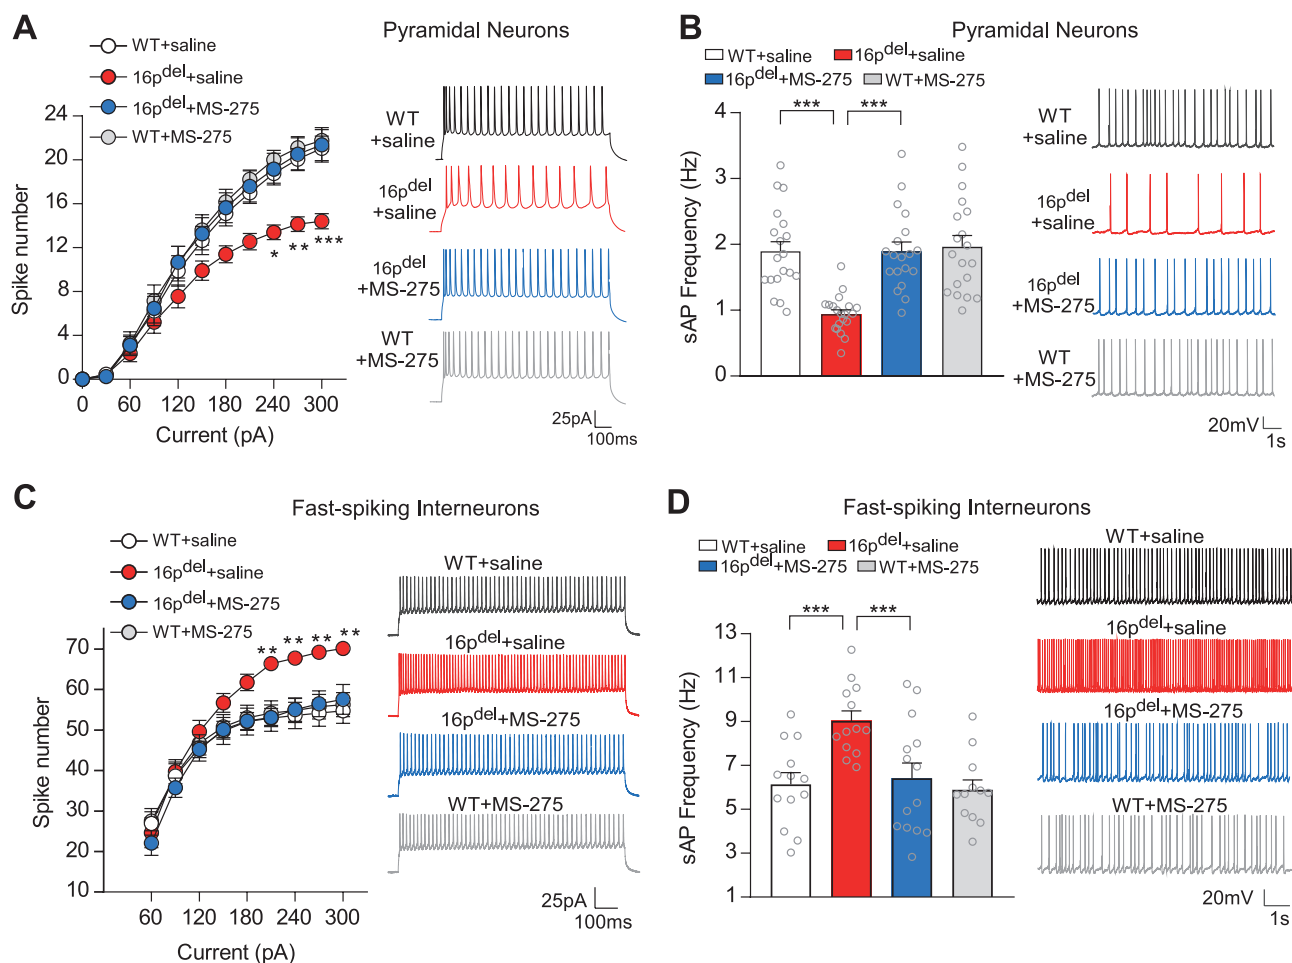 A
Pyramidal Neurons
WT+saline
16pdel+saline
16pdel+MS-275
WT+MS-275
24
20
16
12
8
4
0
Spike number
0 60 120 180 240 300
Current (pA)
* ** ***
WT
+saline
16pdel
+saline
16pdel
+MS-275
WT
+MS-275
25pA
100ms
B
Pyramidal Neurons
WT+saline
16pdel+saline
16pdel+MS-275
WT+MS-275
*** ***
4
3
2
1
0
sAP Frequency (Hz)
WT
+saline
16pdel
+saline
16pdel
+MS-275
WT
+MS-275
20mV
1s
C
Fast-spiking Interneurons
WT+saline
16pdel+saline
16pdel+MS-275
WT+MS-275
** ** ** **
70
60
50
40
30
20
10
Spike number
60 120 180 240 300
Current (pA)
WT+saline
16pdel+saline
16pdel+MS-275
WT+MS-275
25pA
100ms
D
Fast-spiking Interneurons
WT+saline
16pdel+saline
16pdel+MS-275
WT+MS-275
*** ***
13
11
9
7
5
3
1
sAP Frequency (Hz)
WT+saline
16pdel+saline
16pdel+MS-275
WT+MS-275
20mV
1s